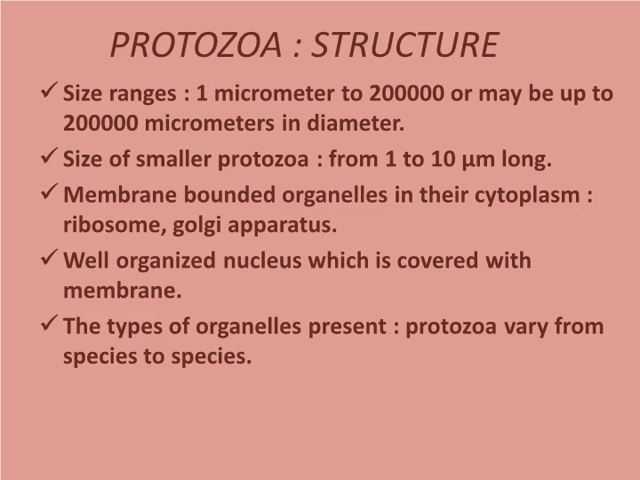 PROTOZOA : STRUCTURE
✓ Size ranges : 1 micrometer to 200000 or may be up to
200000 micrometers in diameter.
✓ Size of smaller protozoa : from 1 to 10 μm long.
✓ Membrane bounded organelles in their cytoplasm :
ribosome, golgi apparatus.
✓ Well organized nucleus which is covered with
membrane.
✓ The types of organelles present : protozoa vary from
species to species.